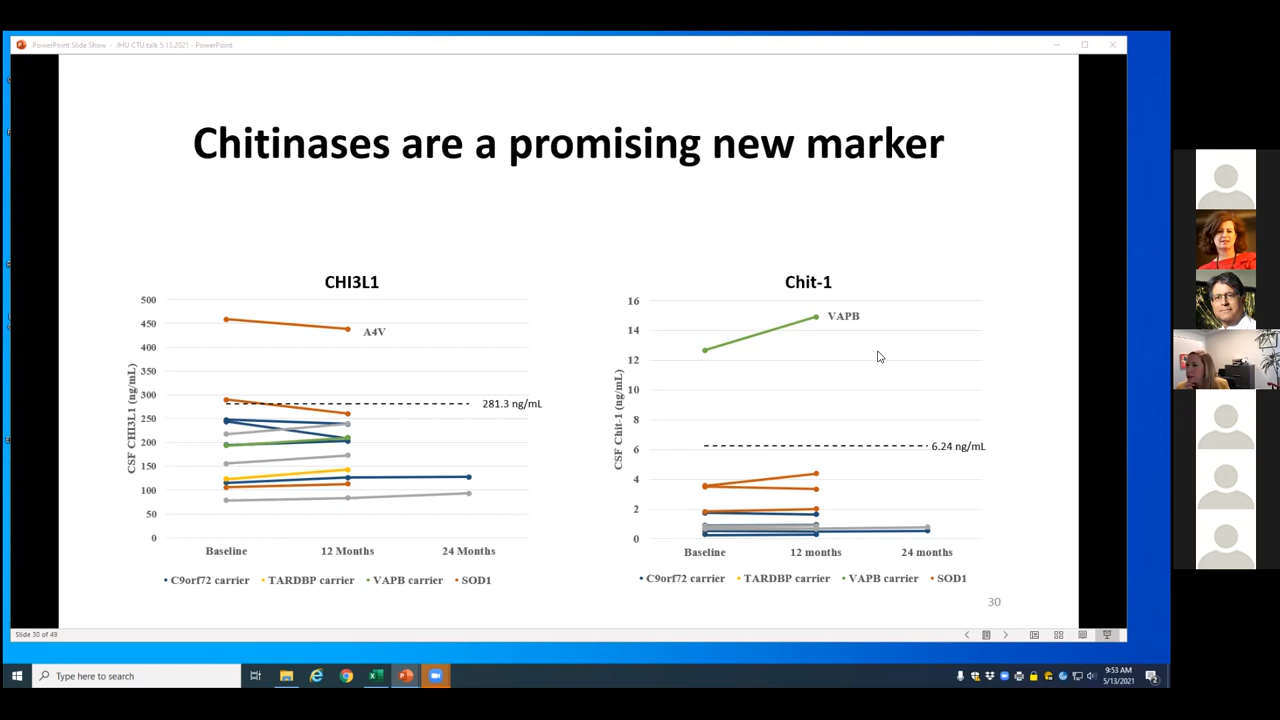 PowerPoint Slide Show - JHU CTU talk 5.13.2021 - PowerPoint
Chitinases are a promising new marker
CHI3L1
CSF CHI3L1 (ng/mL)
500
450
400
350
300
250
200
150
100
50
0
A4V
281.3 ng/mL
Baseline
12 Months
24 Months
C9orf72 carrier
TARDBP carrier
VAPB carrier
SOD1
Chit-1
CSF Chit-1 (ng/mL)
16
14
12
10
8
6
4
2
0
VAPB
6.24 ng/mL
Baseline
12 months
24 months
C9orf72 carrier
TARDBP carrier
VAPB carrier
SOD1
30
Slide 30 of 49
Type here to search
9:53 AM
5/13/2021
2